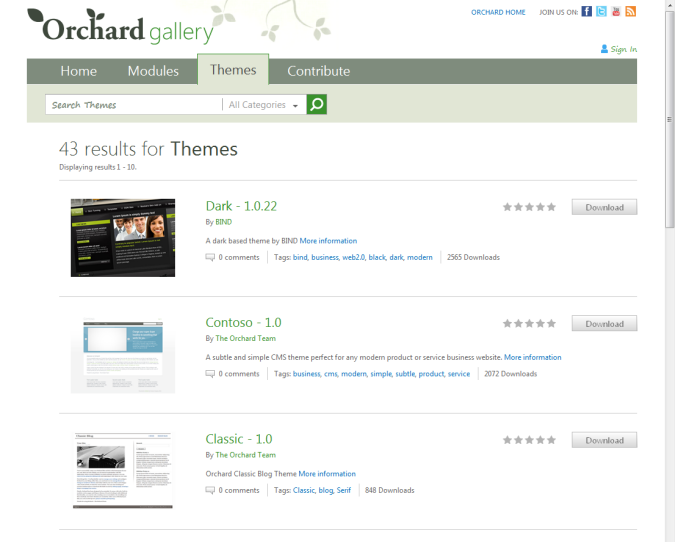 Orchard gallery
ORCHARD HOME JOIN US ON:
Sign In
Home Modules Themes Contribute
Search Themes All Categories
43 results for Themes
Displaying results 1 - 10.
Dark - 1.0.22
Download
By BIND
A dark based theme by BIND More information
0 comments Tags: bind, business, web2.0, black, dark, modern 2565 Downloads
Contoso - 1.0
Download
By The Orchard Team
A subtle and simple CMS theme perfect for any modern product or service business website. More information
0 comments Tags: business, cms, modern, simple, subtle, product, service 2072 Downloads
Classic - 1.0
Download
By The Orchard Team
Orchard Classic Blog Theme More information
0 comments Tags: Classic, blog, Serif 848 Downloads
Classic Blog